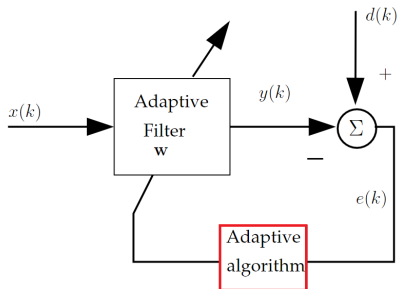 d(k)
+
Adaptive
Filter
w
x(k)
y(k)
Σ
−
e(k)
Adaptive
algorithm